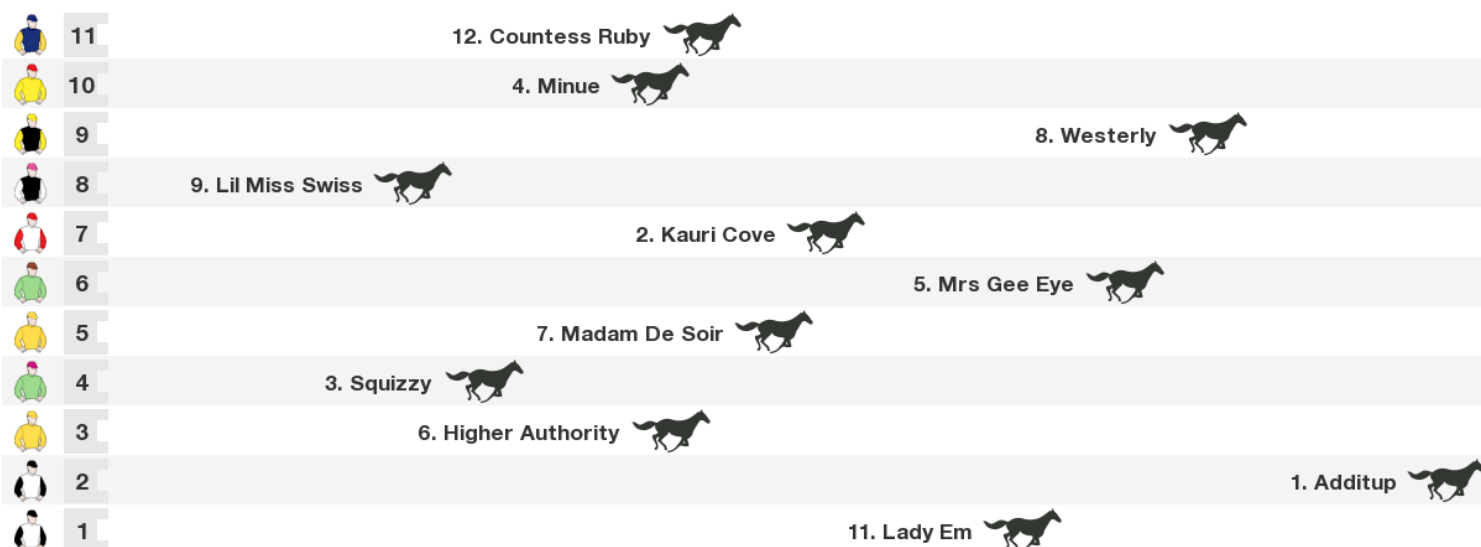 11 12. Countess Ruby
10 4. Minue
9 8. Westerly
8 9. Lil Miss Swiss
7 2. Kauri Cove
6 5. Mrs Gee Eye
5 7. Madam De Soir
4 3. Squizzy
3 6. Higher Authority
2 1. Additup
1 11. Lady Em